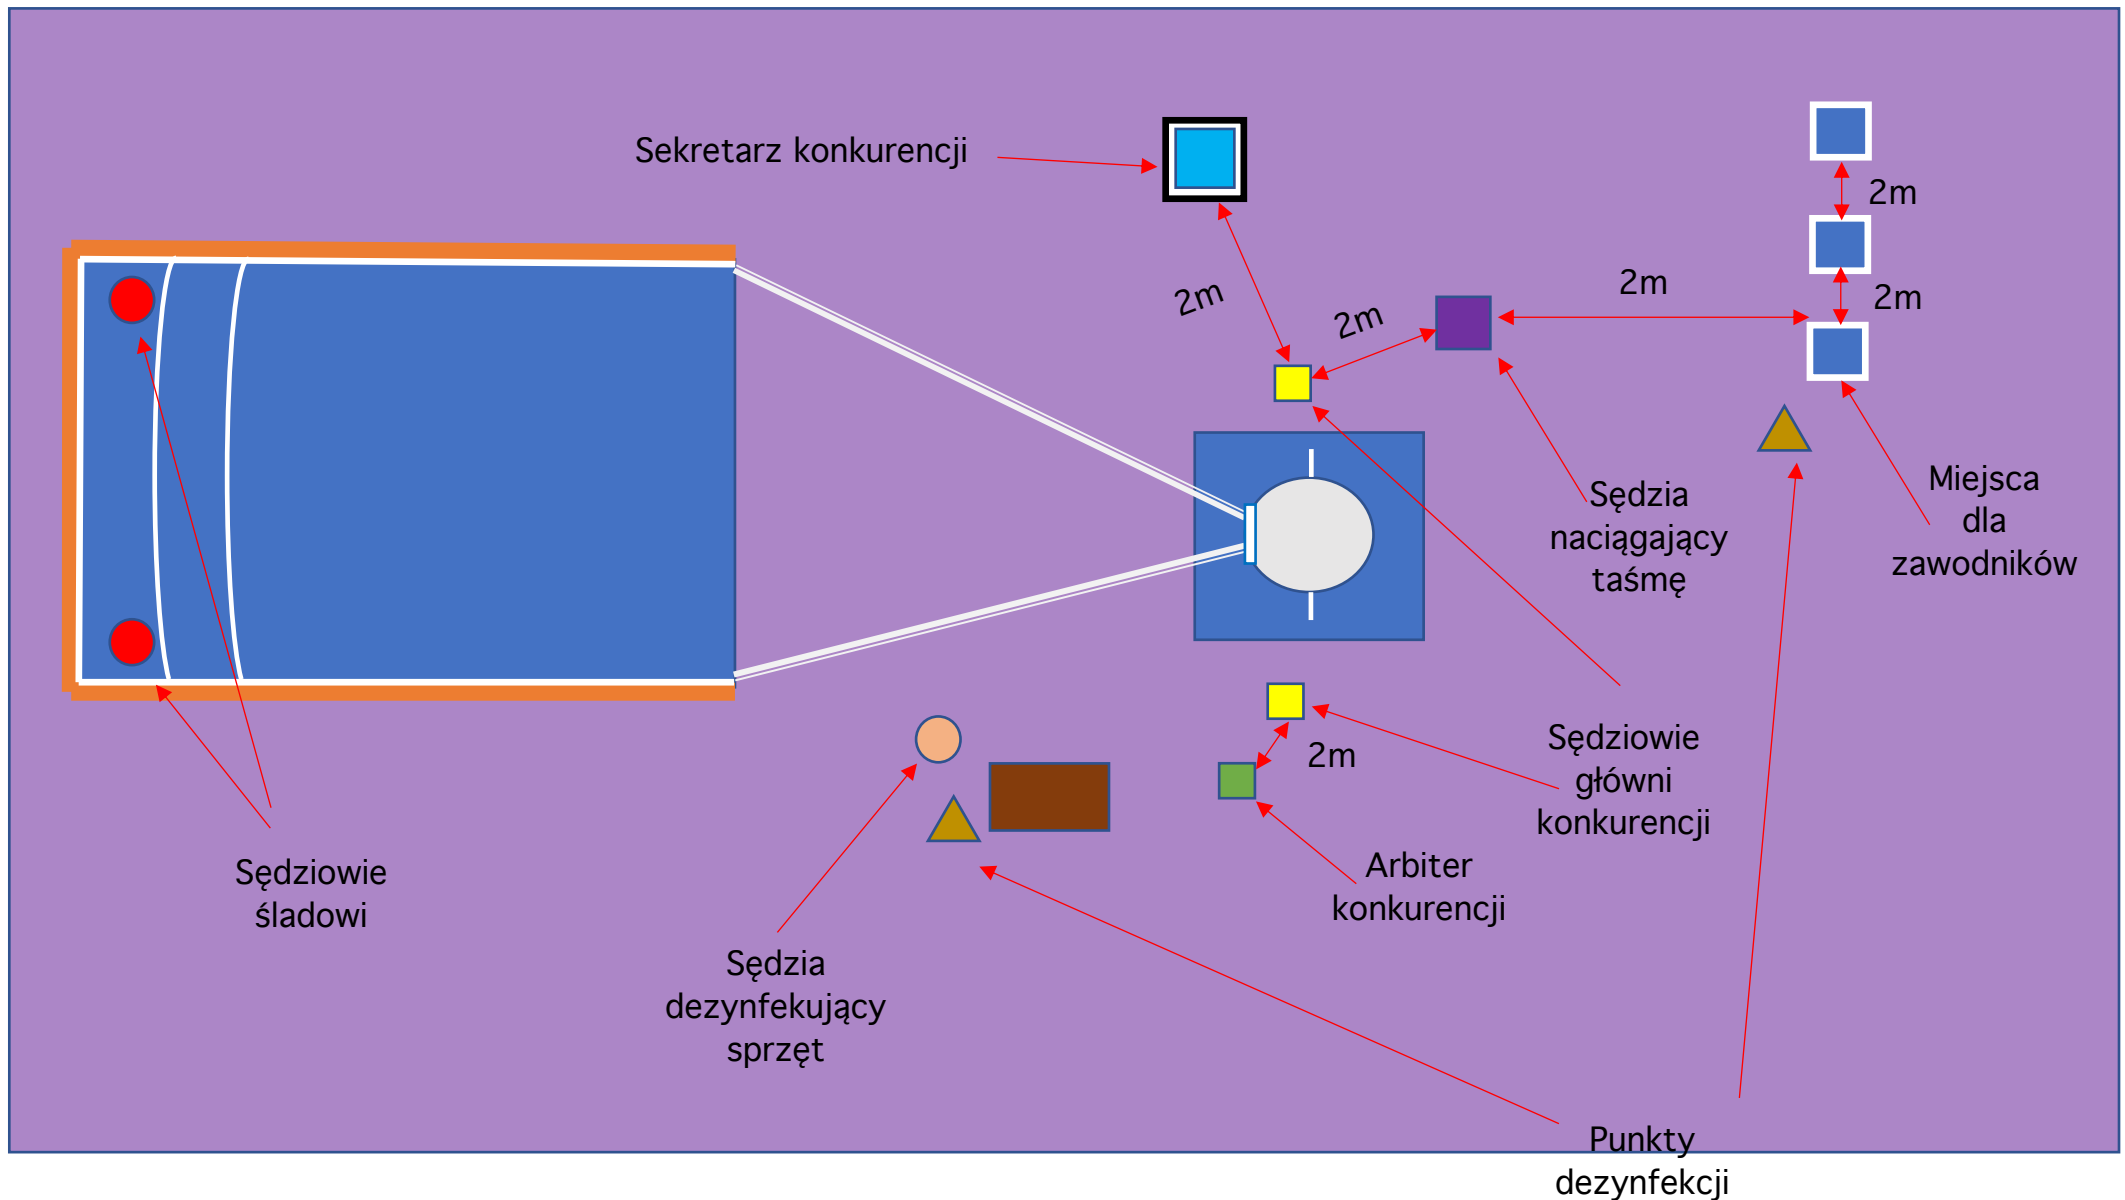 Sekretarz konkurencji
2m
2m
2m
2m
2m
Sędzia
naciągający
taśmę
Miejsca
dla
zawodników
2m
Sędziowie
główni
konkurencji
Arbiter
konkurencji
Sędziowie
śladowi
Sędzia
dezynfekujący
sprzęt
Punkty
dezynfekcji